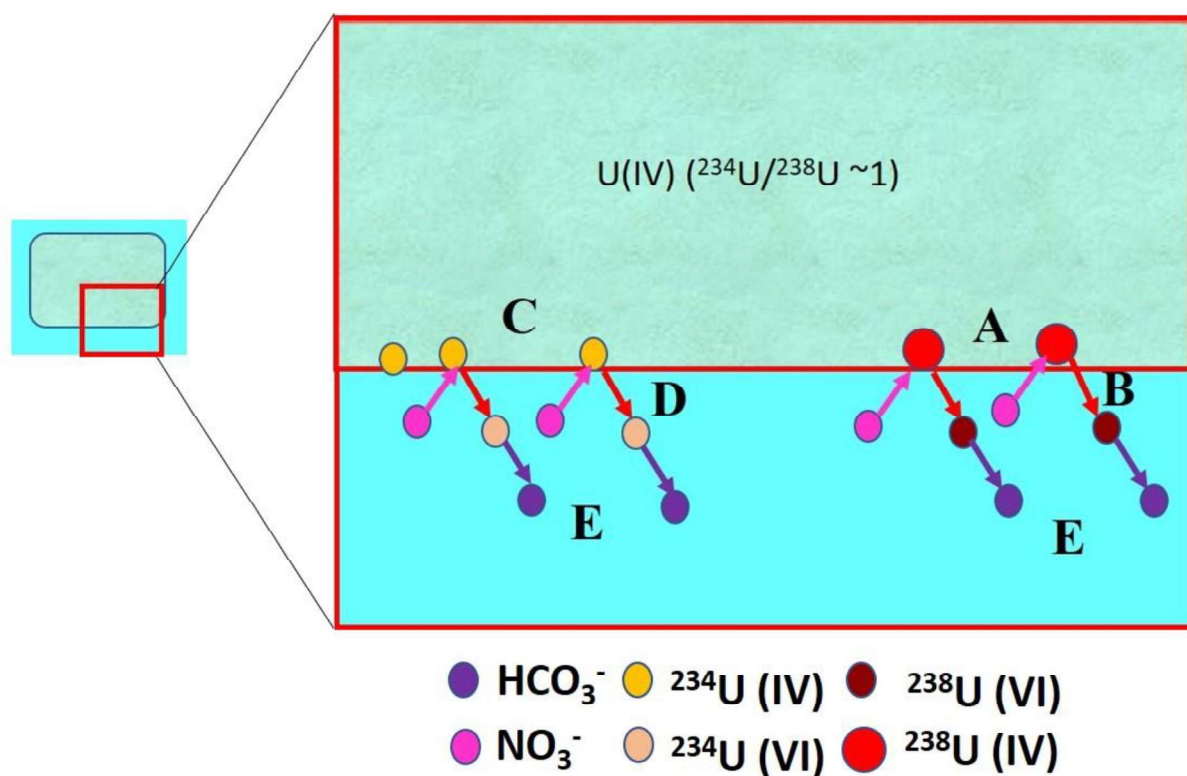 U(IV) (²³⁴U/²³⁸U ~1)
C
A
D
B
E
E
HCO₃⁻ ²³⁴U (IV) ²³⁸U (VI)
NO₃⁻ ²³⁴U (VI) ²³⁸U (IV)